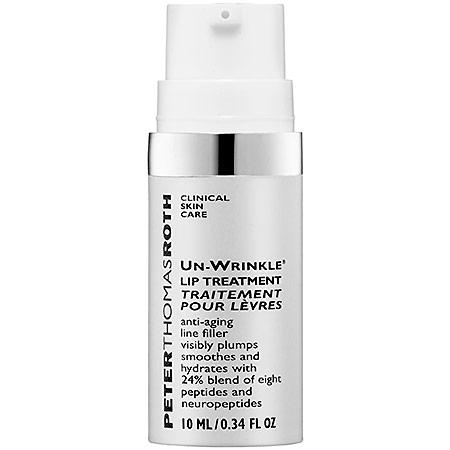 PETERTHOMASROTH
CLINICAL
SKIN
CARE
UN-WRINKLE®
LIP TREATMENT
TRAITEMENT
POUR LÈVRES
anti-aging
line filler
visibly plumps
smoothes and
hydrates with
24% blend of eight
peptides and
neuropeptides
10 ML/0.34 FL OZ